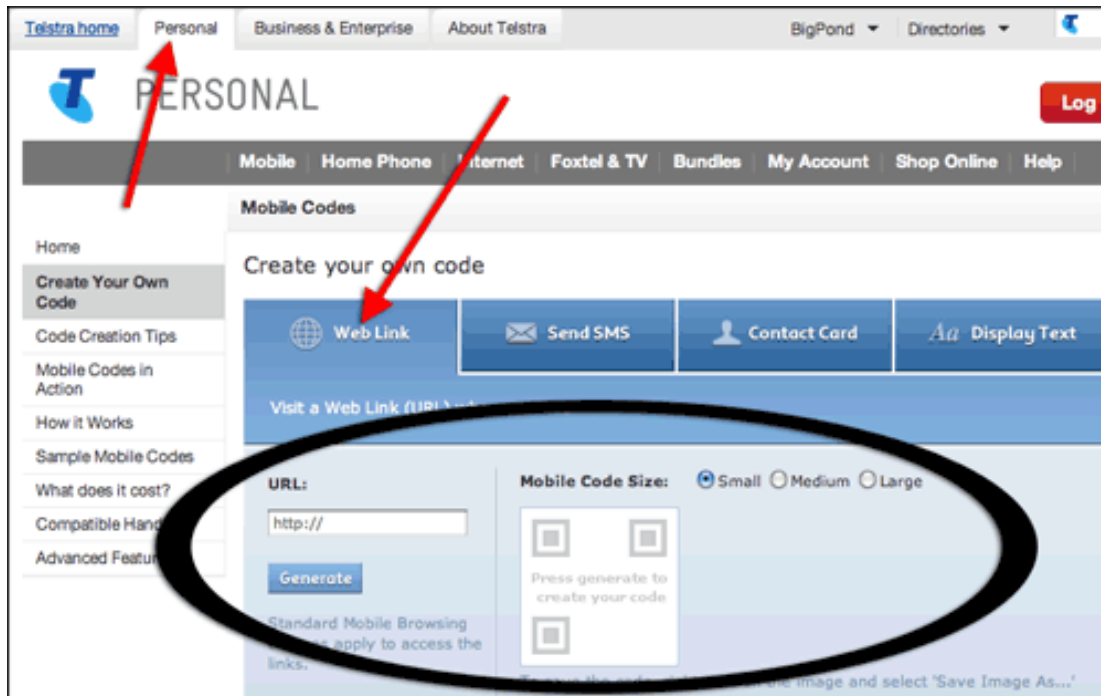 Telstra home Personal Business & Enterprise About Telstra BigPond Directories
PERSONAL
Log
Mobile Home Phone Internet Foxtel & TV Bundles My Account Shop Online Help
Mobile Codes
Home
Create Your Own
Code
Code Creation Tips
Mobile Codes in
Action
How it Works
Sample Mobile Codes
What does it cost?
Compatible Hand
Advanced Featur
Create your own code
Web Link Send SMS Contact Card Aa Display Text
Visit a Web Link (URL)
URL:
http://
Generate
Standard Mobile Browsing
apply to access the
links.
Mobile Code Size: Small Medium Large
Press generate to
create your code
the image and select 'Save Image As...'